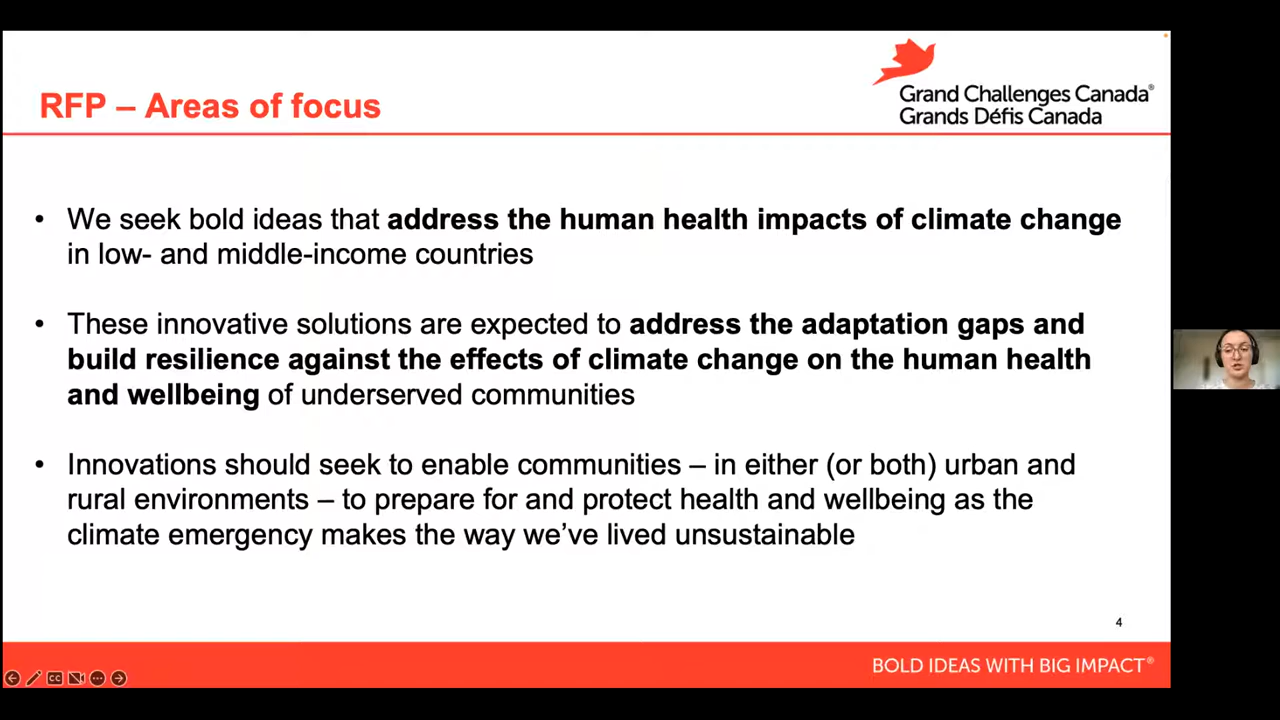 RFP – Areas of focus
Grand Challenges Canada®
Grands Défis Canada
• We seek bold ideas that address the human health impacts of climate change
in low- and middle-income countries
• These innovative solutions are expected to address the adaptation gaps and
build resilience against the effects of climate change on the human health
and wellbeing of underserved communities
• Innovations should seek to enable communities – in either (or both) urban and
rural environments – to prepare for and protect health and wellbeing as the
climate emergency makes the way we’ve lived unsustainable
4
BOLD IDEAS WITH BIG IMPACT®
CC